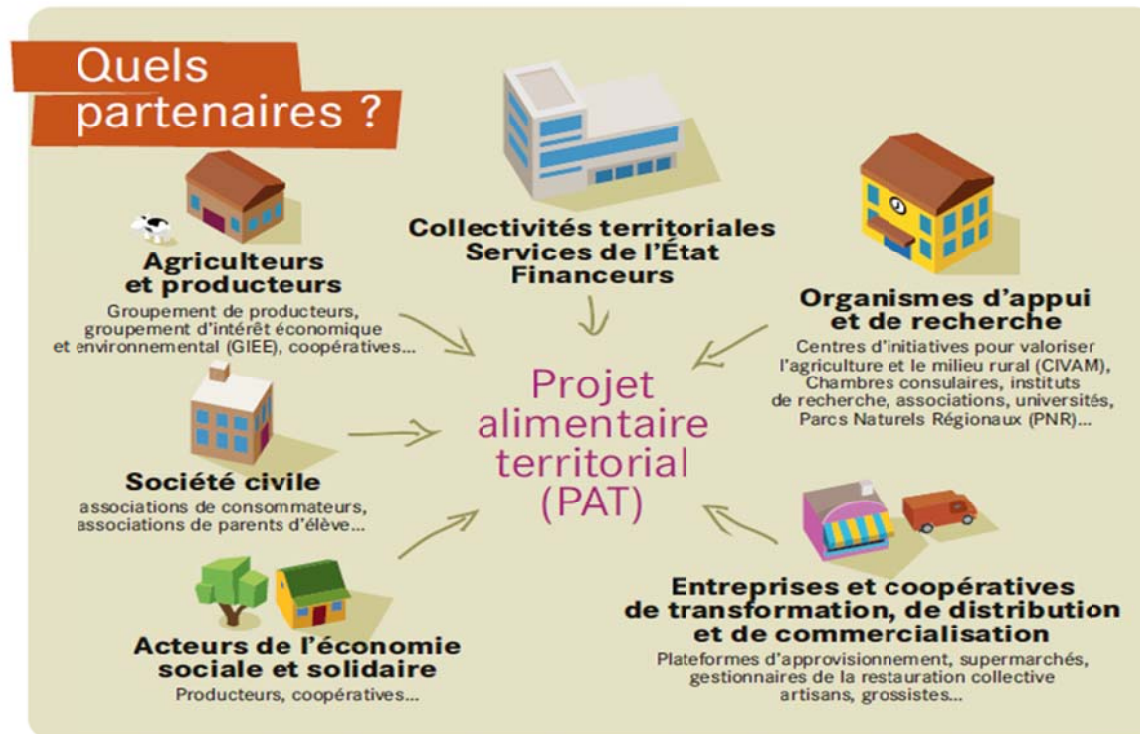 Quels
partenaires ?
Agriculteurs
et producteurs
Groupement de producteurs,
groupement d'intérêt économique
et environnemental (GIEE), coopératives...
Collectivités territoriales
Services de l'État
Financeurs
Organismes d'appui
et de recherche
Centres d'initiatives pour valoriser
l'agriculture et le milieu rural (CIVAM),
Chambres consulaires, instituts
de recherche, associations, universités,
Parcs Naturels Régionaux (PNR)...
Projet
alimentaire
territorial
(PAT)
Société civile
associations de consommateurs,
associations de parents d'élève...
Acteurs de l'économie
sociale et solidaire
Producteurs, coopératives...
Entreprises et coopératives
de transformation, de distribution
et de commercialisation
Plateformes d'approvisionnement, supermarchés,
gestionnaires de la restauration collective
artisans, grossistes...